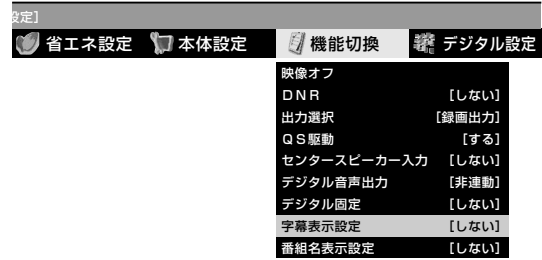 設定]
省エネ設定 本体設定 機能切換 デジタル設定
映像オフ
DNR [しない]
出力選択 [録画出力]
QS駆動 [する]
センタースピーカー入力 [しない]
デジタル音声出力 [非連動]
デジタル固定 [しない]
字幕表示設定 [しない]
番組名表示設定 [しない]